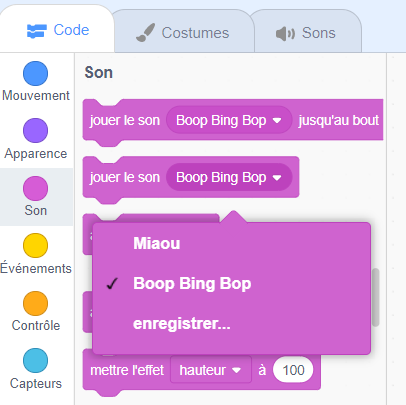 Code
Costumes
Sons
Mouvement
Apparence
Son
Événements
Contrôle
Capteurs
Son
jouer le son Boop Bing Bop jusqu'au bout
jouer le son Boop Bing Bop
Miaou
Boop Bing Bop
enregistrer...
mettre l'effet hauteur à 100